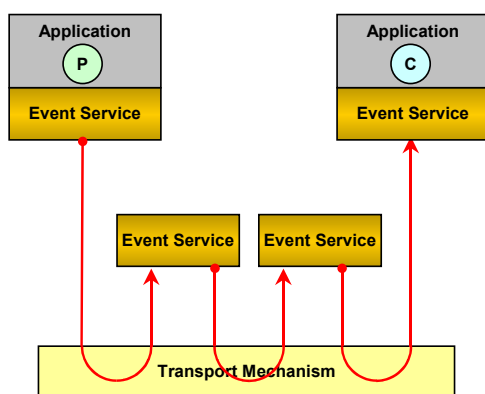 Application
P
Event Service
Application
C
Event Service
Event Service
Event Service
Transport Mechanism